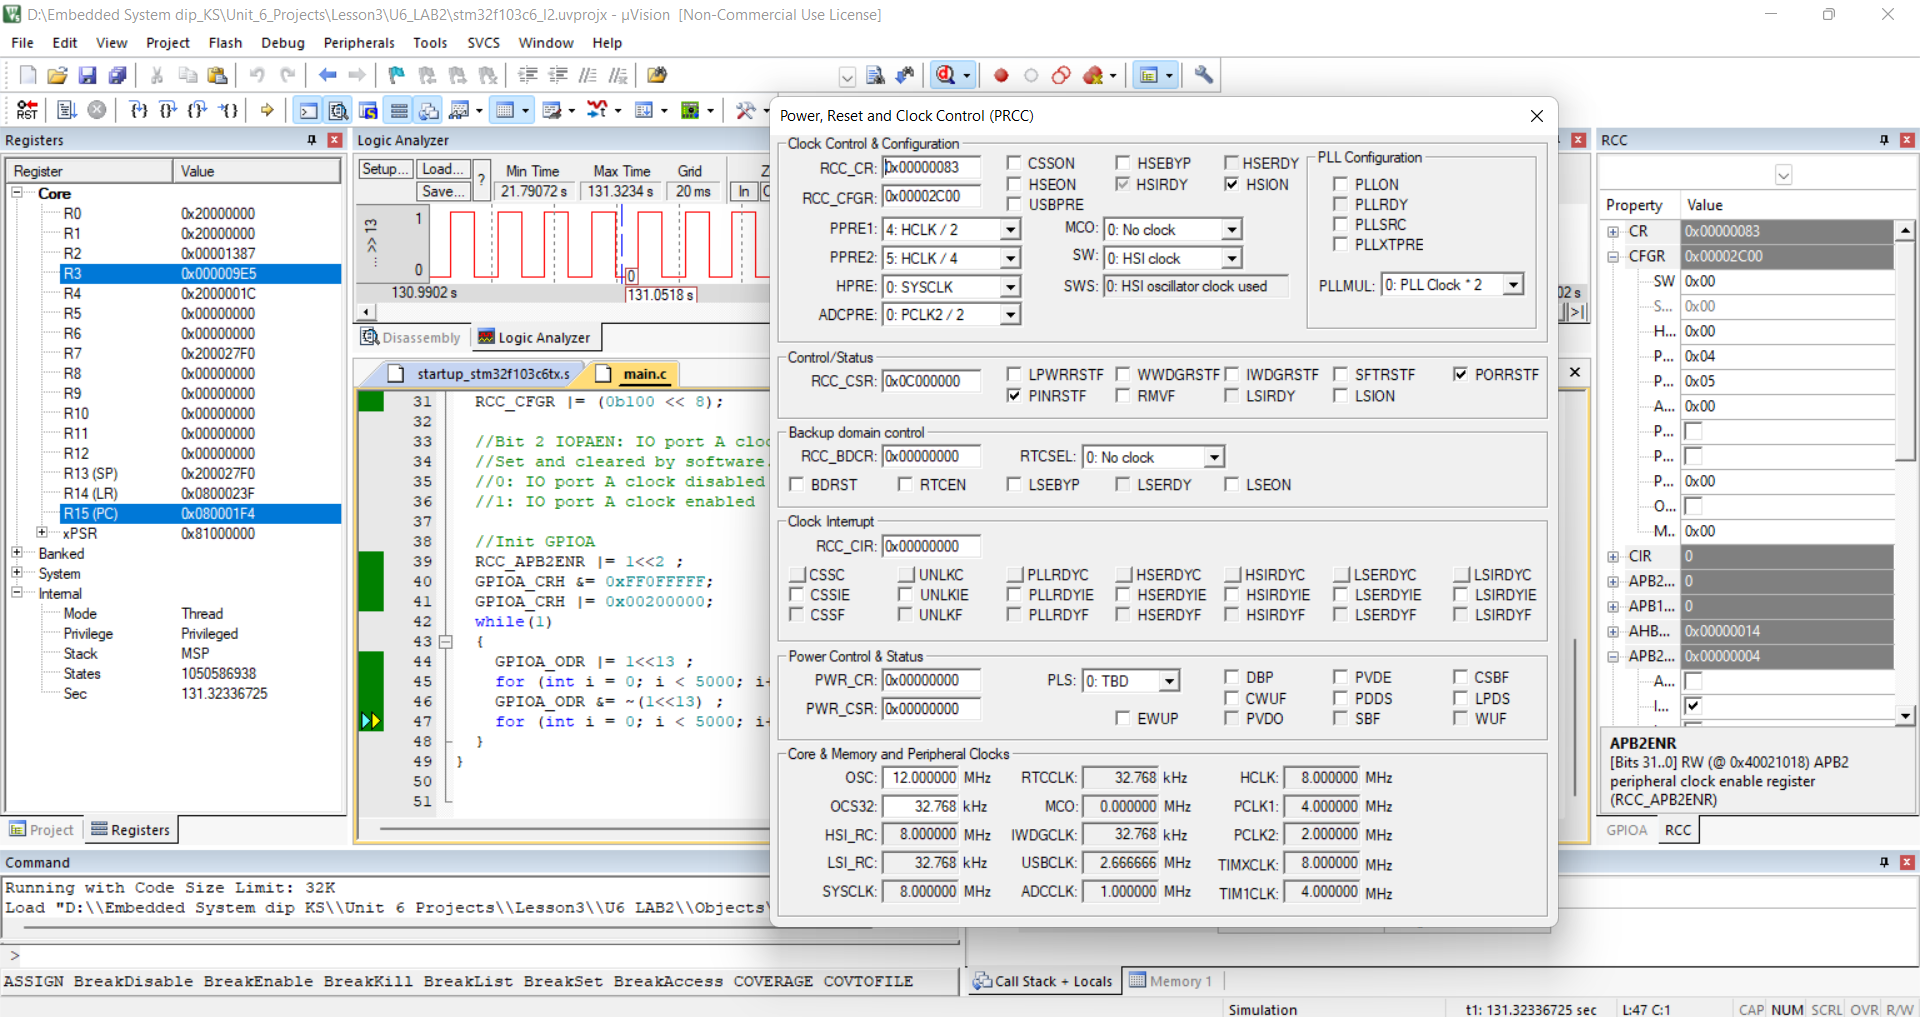 D:\Embedded System dip_KS\Unit_6_Projects\Lesson3\U6_LAB2\stm32f103c6_l2.uvprojx - µVision [Non-Commercial Use License]
File Edit View Project Flash Debug Peripherals Tools SVCS Window Help
Registers
Register Value
Core
R0 0x20000000
R1 0x20000000
R2 0x00001387
R3 0x000009E5
R4 0x2000001C
R5 0x00000000
R6 0x00000000
R7 0x200027F0
R8 0x00000000
R9 0x00000000
R10 0x00000000
R11 0x00000000
R12 0x00000000
R13 (SP) 0x200027F0
R14 (LR) 0x0800023F
R15 (PC) 0x080001F4
xPSR 0x81000000
Banked
System
Internal
Mode Thread
Privilege Privileged
Stack MSP
States 1050586938
Sec 131.32336725
Project Registers
Logic Analyzer
Setup... Load... ? Min Time Max Time Grid Z
Save... 21.79072 s 131.3234 s 20 ms In
... >> 13
1
0
0
130.9902 s 131.0518 s
Disassembly Logic Analyzer
startup_stm32f103c6tx.s main.c
31 RCC_CFGR |= (0b100 << 8);
32
33 //Bit 2 IOPAEN: IO port A cloc
34 //Set and cleared by software.
35 //0: IO port A clock disabled
36 //1: IO port A clock enabled
37
38 //Init GPIOA
39 RCC_APB2ENR |= 1<<2 ;
40 GPIOA_CRH &= 0xFF0FFFFF;
41 GPIOA_CRH |= 0x00200000;
42 while(1)
43 {
44 GPIOA_ODR |= 1<<13 ;
45 for (int i = 0; i < 5000; i+
46 GPIOA_ODR &= ~(1<<13) ;
47 for (int i = 0; i < 5000; i+
48 }
49 }
50
51
Power, Reset and Clock Control (PRCC)
Clock Control & Configuration
RCC_CR: 0x00000083 CSSON HSEBYP HSERDY
HSEON HSIRDY HSION
RCC_CFGR: 0x00002C00 USBPRE
PPRE1: 4: HCLK / 2 MCO: 0: No clock
PPRE2: 5: HCLK / 4 SW: 0: HSI clock
HPRE: 0: SYSCLK SWS: 0: HSI oscillator clock used
ADCPRE: 0: PCLK2 / 2
PLL Configuration
PLLON
PLLRDY
PLLSRC
PLLXTPRE
PLLMUL: 0: PLL Clock * 2
Control/Status
RCC_CSR: 0x0C000000 LPWRRSTF WWDGRSTF IWDGRSTF SFTRSTF PORRSTF
PINRSTF RMVF LSIRDY LSION
Backup domain control
RCC_BDCR: 0x00000000 RTCSEL: 0: No clock
BDRST RTCEN LSEBYP LSERDY LSEON
Clock Interrupt
RCC_CIR: 0x00000000
CSSC UNLKC PLLRDYC HSERDYC HSIRDYC LSERDYC LSIRDYC
CSSIE UNLKIE PLLRDYIE HSERDYIE HSIRDYIE LSERDYIE LSIRDYIE
CSSF UNLKF PLLRDYF HSERDYF HSIRDYF LSERDYF LSIRDYF
Power Control & Status
PWR_CR: 0x00000000 PLS: 0: TBD DBP PVDE CSBF
CWUF PDDS LPDS
PWR_CSR: 0x00000000 EWUP PVDO SBF WUF
Core & Memory and Peripheral Clocks
OSC: 12.000000 MHz RTCCLK: 32.768 kHz HCLK: 8.000000 MHz
OCS32: 32.768 kHz MCO: 0.000000 MHz PCLK1: 4.000000 MHz
HSI_RC: 8.000000 MHz IWDGCLK: 32.768 kHz PCLK2: 2.000000 MHz
LSI_RC: 32.768 kHz USBCLK: 2.666666 MHz TIMXCLK: 8.000000 MHz
SYSCLK: 8.000000 MHz ADCCLK: 1.000000 MHz TIM1CLK: 4.000000 MHz
RCC
Property Value
CR 0x00000083
CFGR 0x00002C00
SW 0x00
S... 0x00
H... 0x00
P... 0x04
P... 0x05
A... 0x00
P...
P...
P... 0x00
O...
M.. 0x00
CIR 0
APB2... 0
APB1... 0
AHB... 0x00000014
APB2... 0x00000004
A...
I...
APB2ENR
[Bits 31..0] RW (@ 0x40021018) APB2
peripheral clock enable register
(RCC_APB2ENR)
GPIOA RCC
Command
Running with Code Size Limit: 32K
Load "D:\\Embedded System dip KS\\Unit 6 Projects\\Lesson3\\U6 LAB2\\Objects\
>
ASSIGN BreakDisable BreakEnable BreakKill BreakList BreakSet BreakAccess COVERAGE COVTOFILE
Call Stack + Locals Memory 1
Simulation t1: 131.32336725 sec L:47 C:1 CAP NUM SCRL OVR R/W